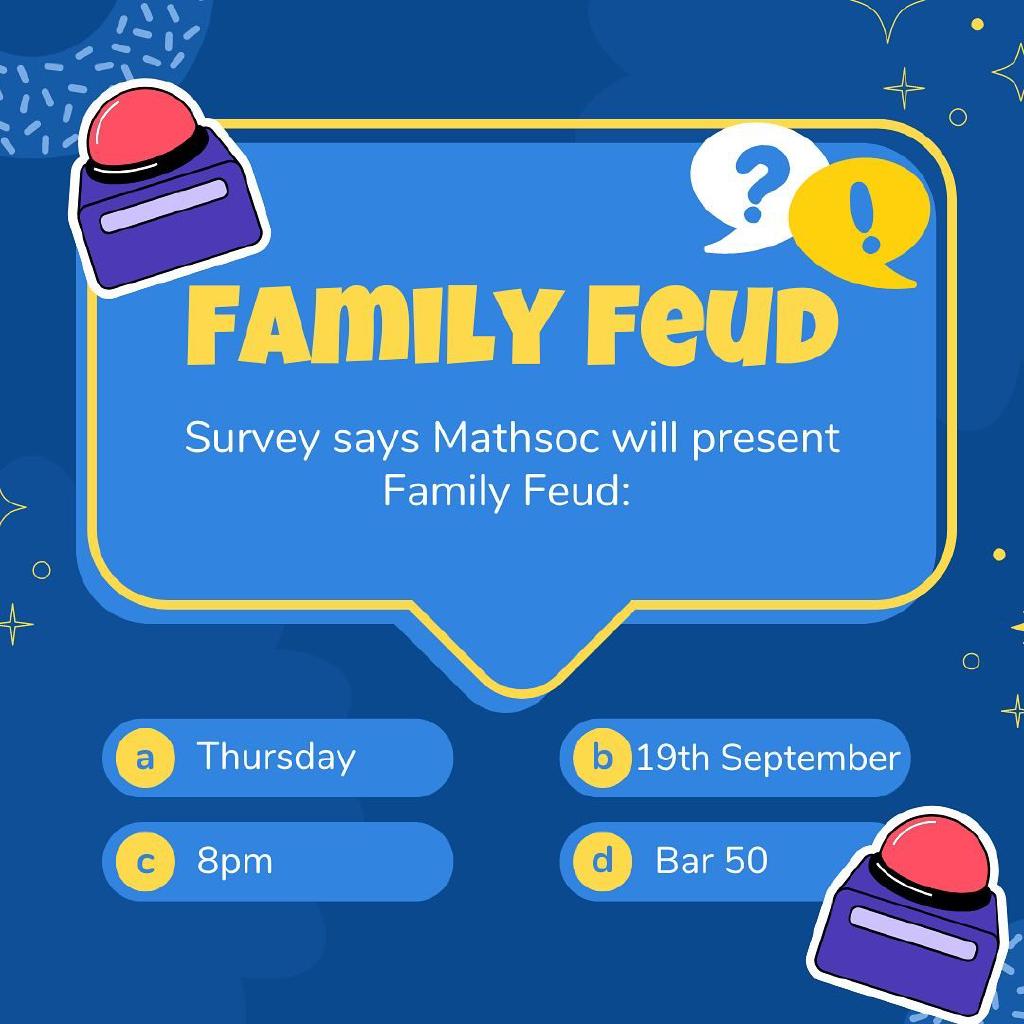 ? !
FAMILY FEUD
Survey says Mathsoc will present
Family Feud:
a Thursday
b 19th September
c 8pm
d Bar 50